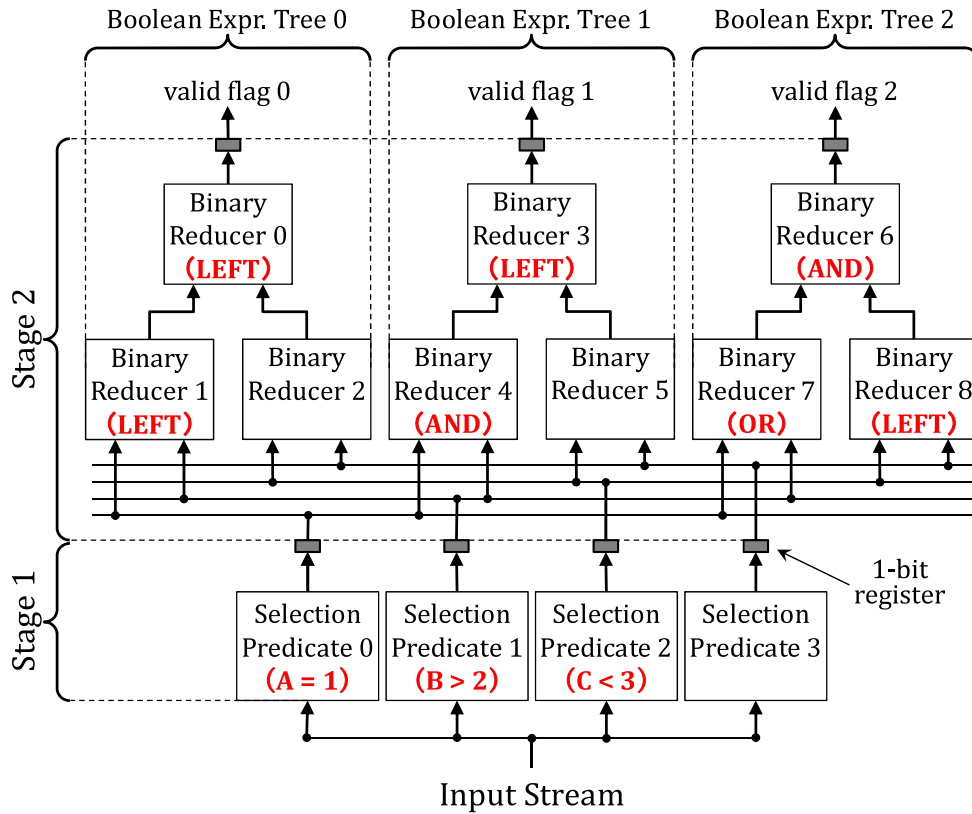 Boolean Expr. Tree 0
Boolean Expr. Tree 1
Boolean Expr. Tree 2
valid flag 0
valid flag 1
valid flag 2
Stage 2
Binary
Reducer 0
(LEFT)
Binary
Reducer 3
(LEFT)
Binary
Reducer 6
(AND)
Binary
Reducer 1
(LEFT)
Binary
Reducer 2
Binary
Reducer 4
(AND)
Binary
Reducer 5
Binary
Reducer 7
(OR)
Binary
Reducer 8
(LEFT)
Stage 1
1-bit
register
Selection
Predicate 0
(A = 1)
Selection
Predicate 1
(B > 2)
Selection
Predicate 2
(C < 3)
Selection
Predicate 3
Input Stream